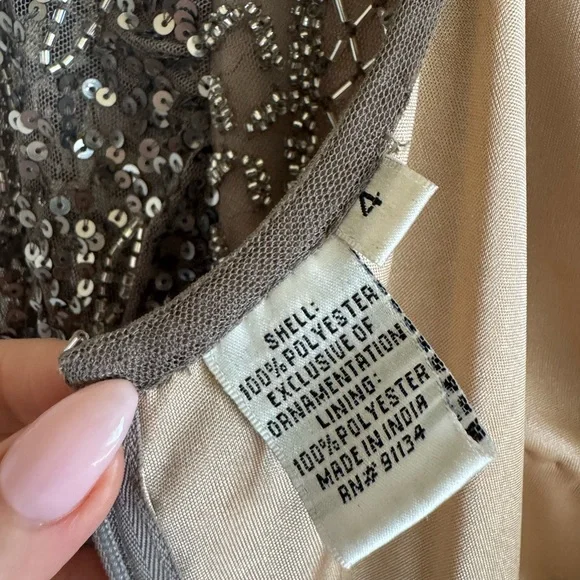 4
SHELL:
100% POLYESTER
EXCLUSIVE OF
ORNAMENTATION
LINING:
100% POLYESTER
MADE IN INDIA
RN# 91134